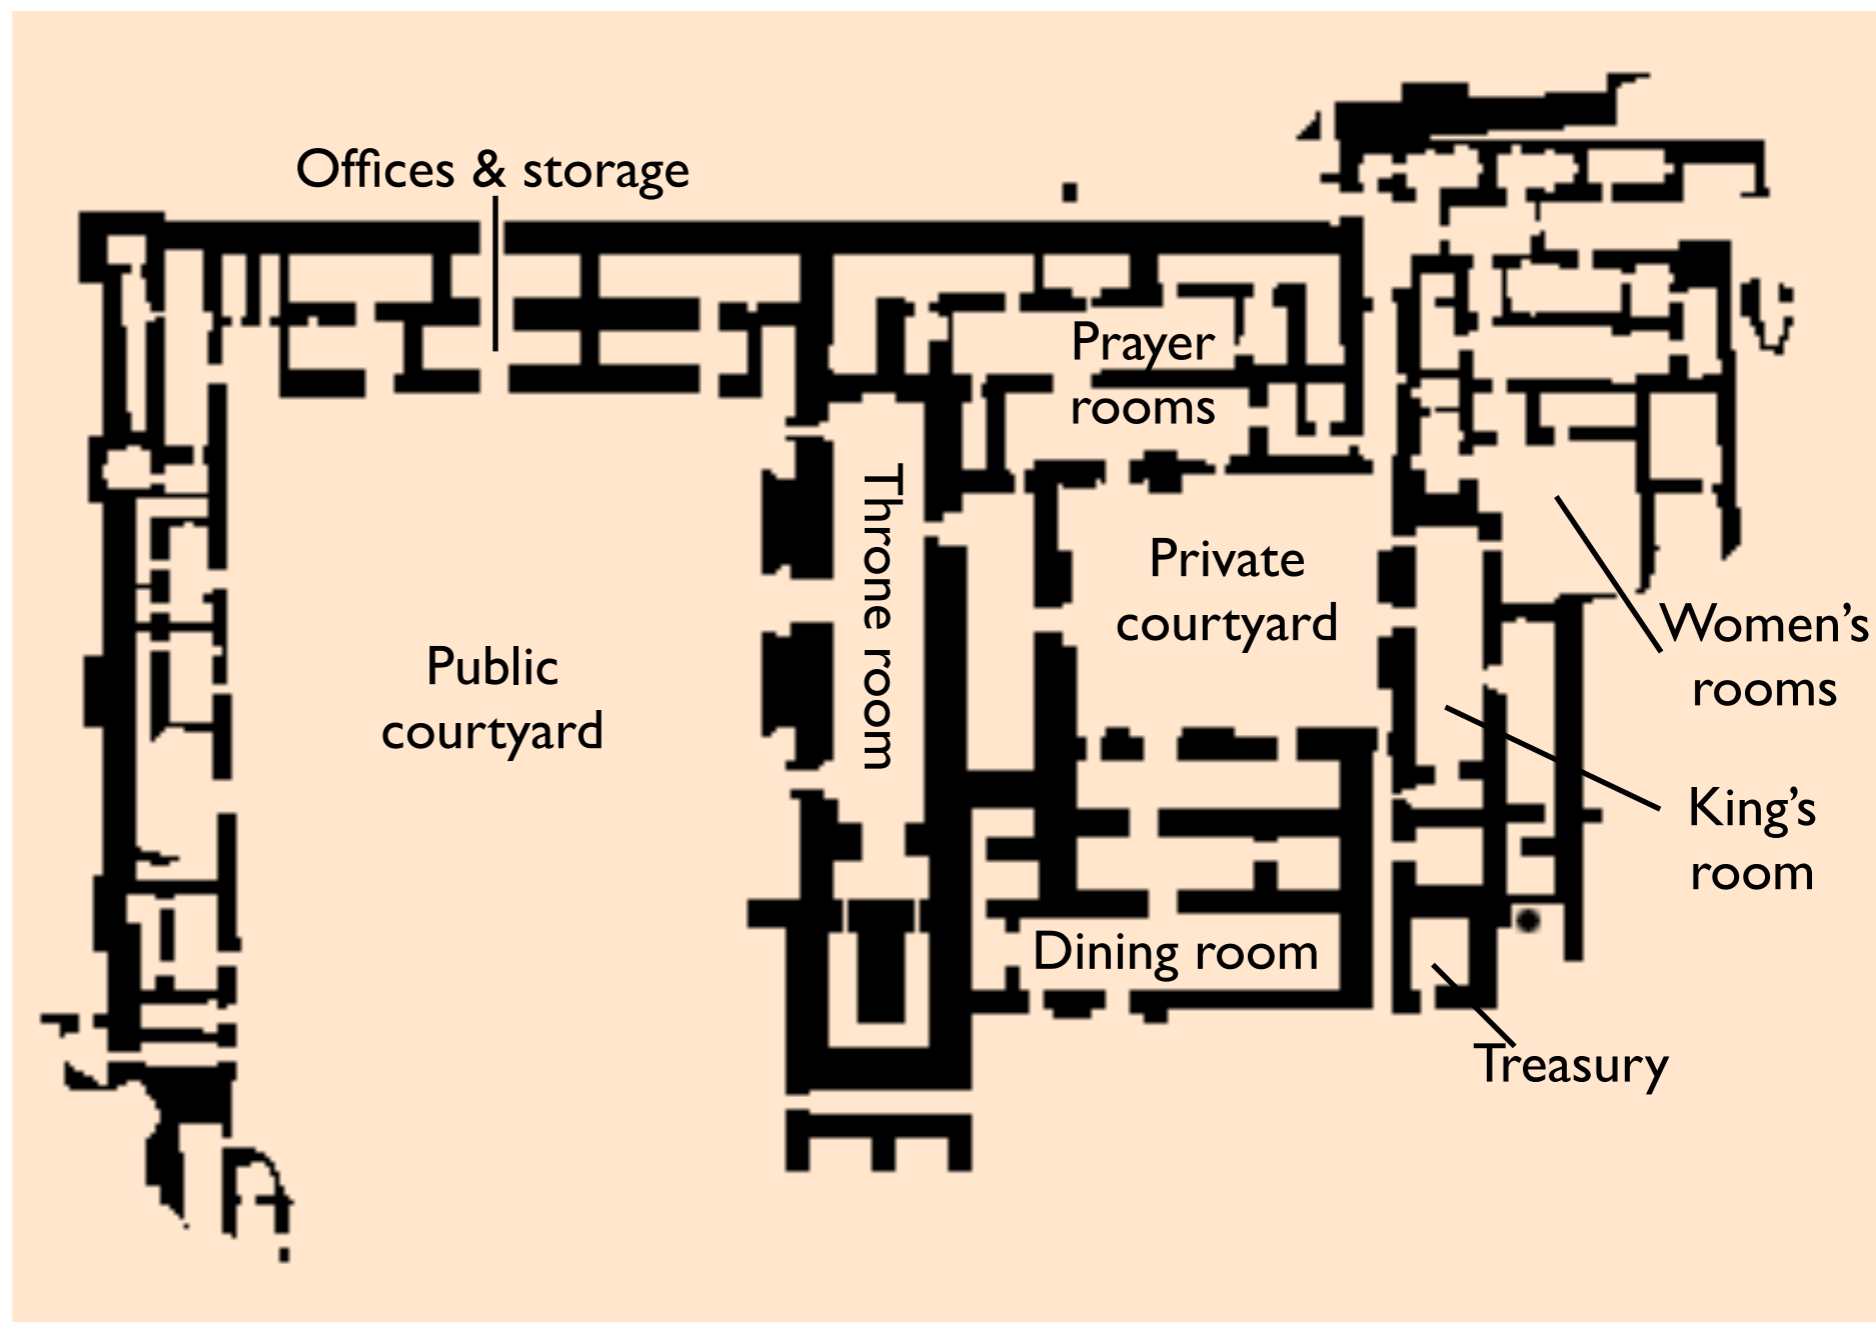 Offices & storage
Prayer
rooms
Throne room
Private
courtyard
Public
courtyard
Women’s
rooms
King’s
room
Dining room
Treasury